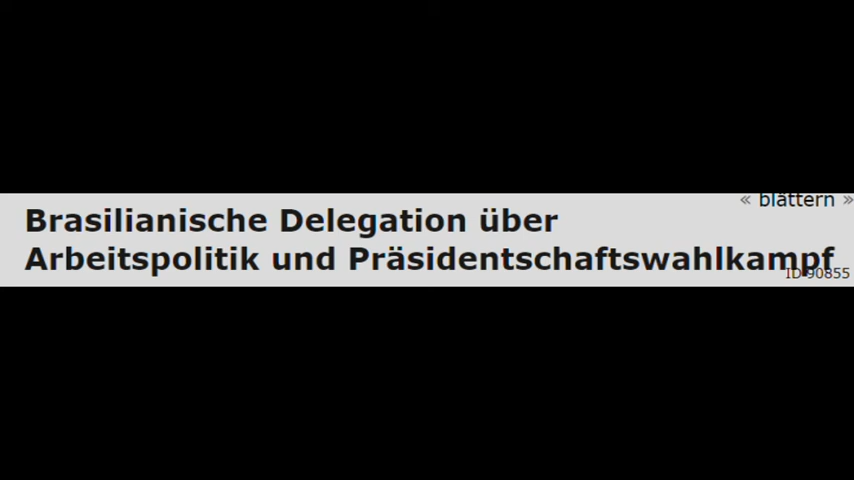 « blättern »
Brasilianische Delegation über
Arbeitspolitik und Präsidentschaftswahlkampf
ID 90855